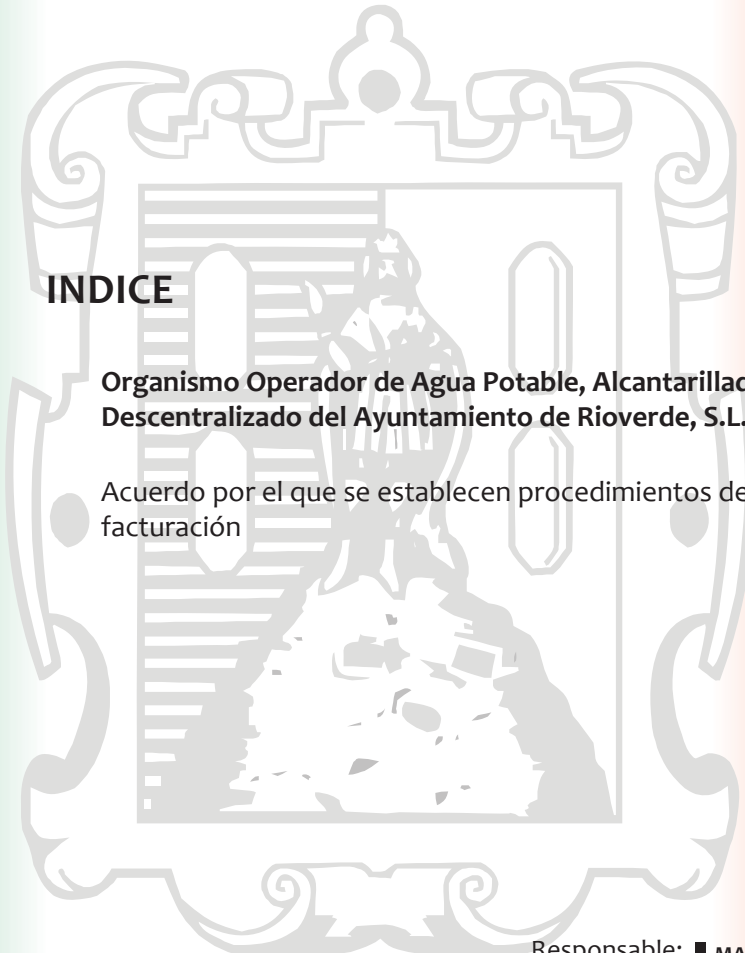 INDICE
Organismo Operador de Agua Potable, Alcantarillad
Descentralizado del Ayuntamiento de Rioverde, S.L.
Acuerdo por el que se establecen procedimientos de
facturación
Responsable: